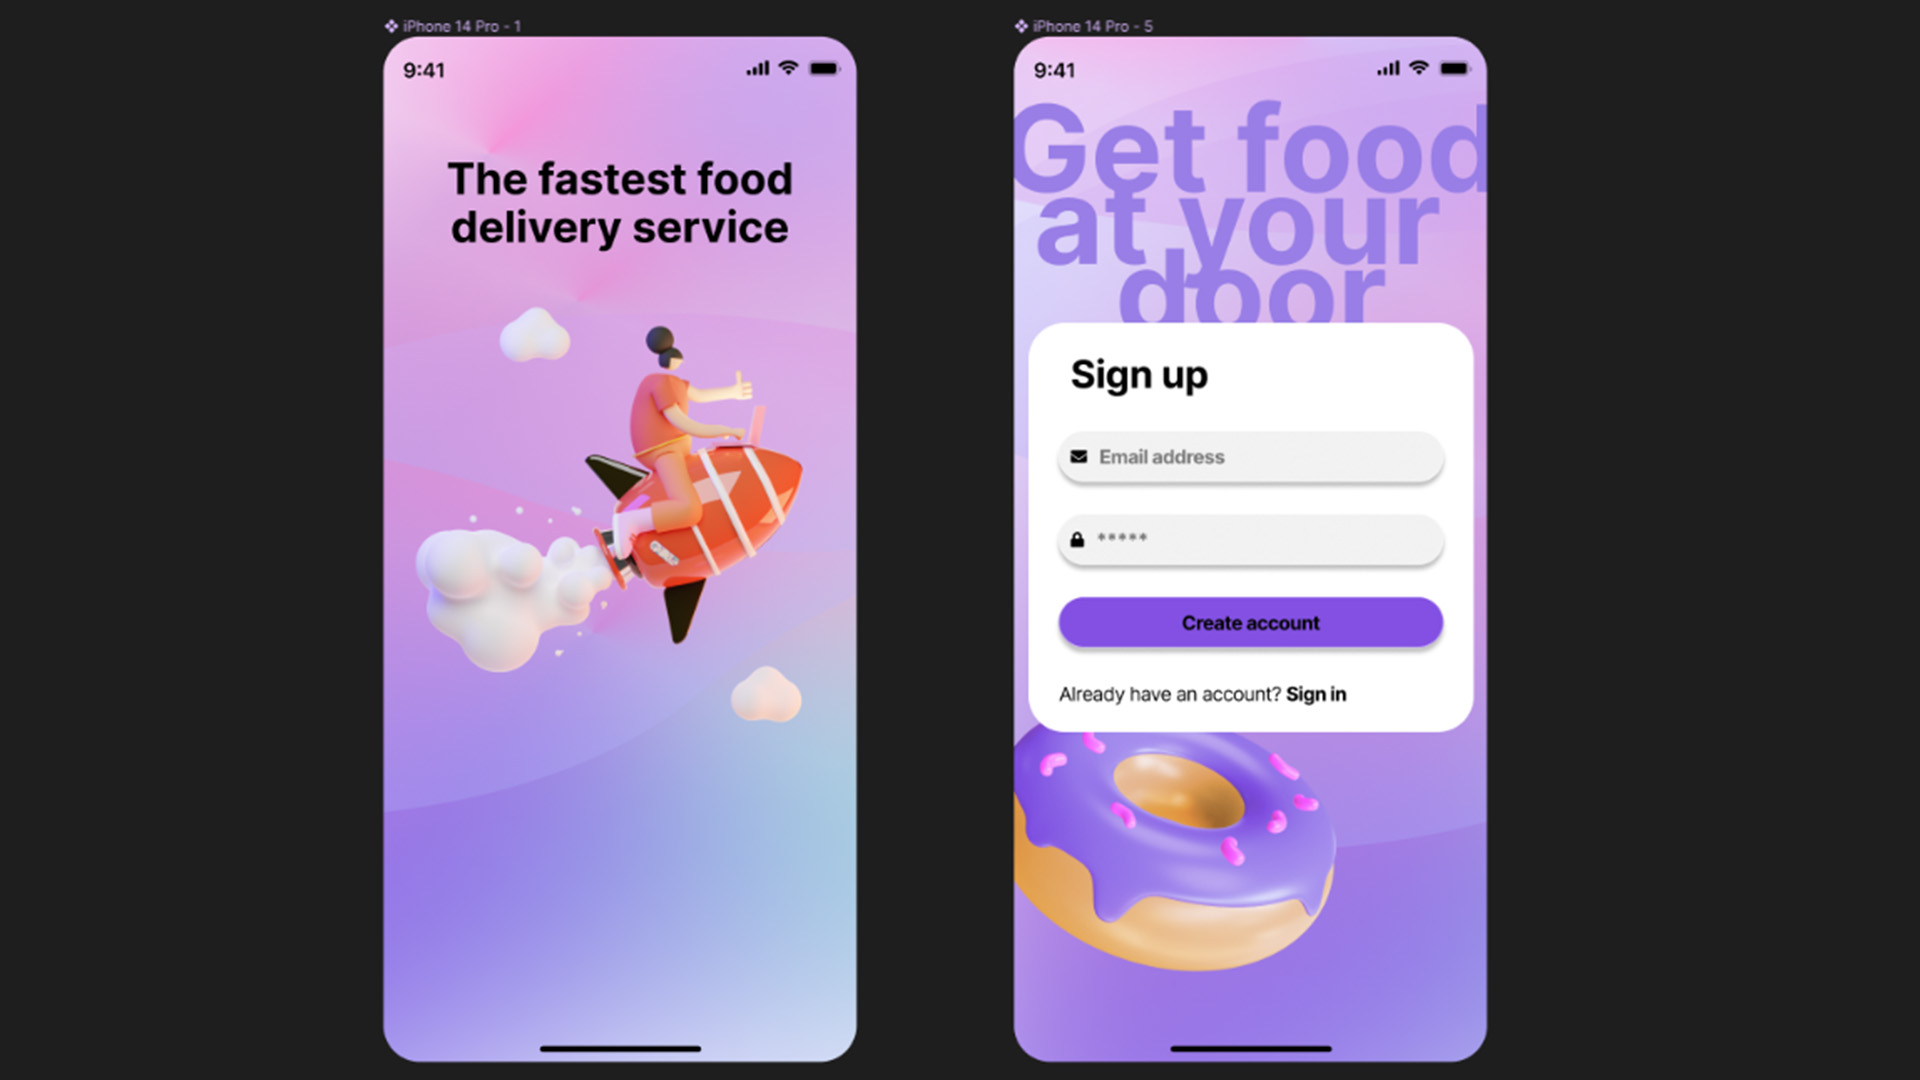 iPhone 14 Pro - 1
9:41
The fastest food
delivery service
iPhone 14 Pro - 5
9:41
Get food
at your
door
Sign up
Email address
*****
Create account
Already have an account? Sign in